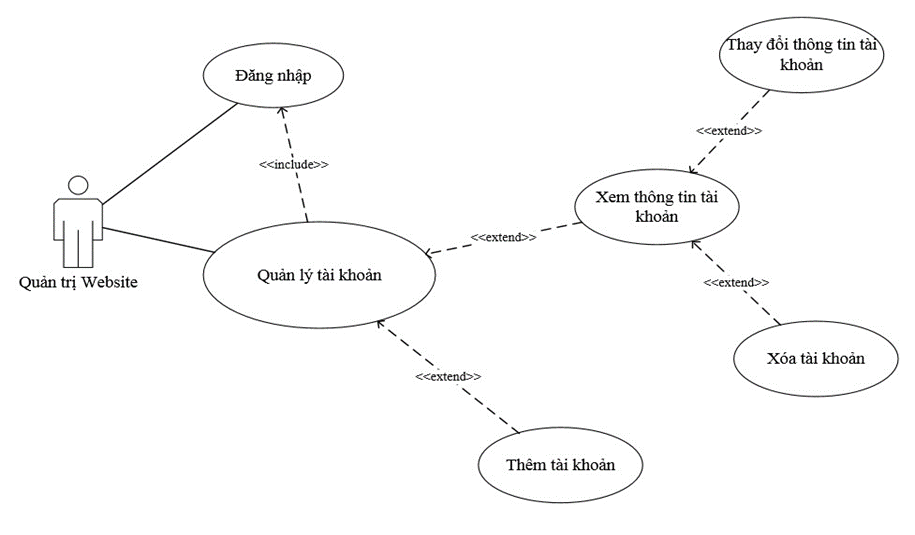 Thay đổi thông tin tài
khoản
Đăng nhập
<<extend>>
<<include>>
Xem thông tin tài
khoản
<<extend>>
Quản lý tài khoản
Quản trị Website
<<extend>>
Xóa tài khoản
<<extend>>
Thêm tài khoản